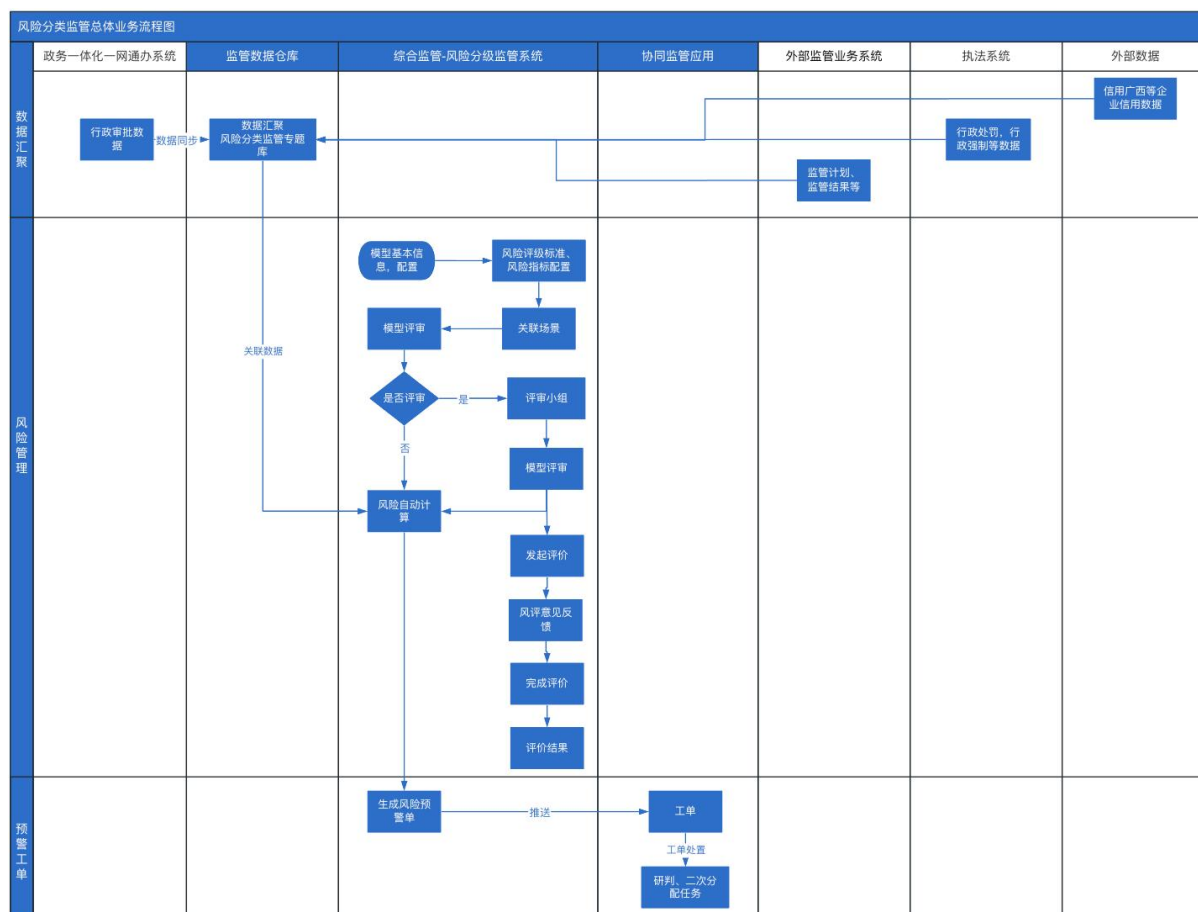 风险分类监管总体业务流程图
政务一体化一网通办系统
监管数据仓库
综合监管-风险分级监管系统
协同监管应用
外部监管业务系统
执法系统
外部数据
数据汇聚
行政审批数
据
数据同步
数据汇聚
风险分类监管专题
库
信用广西等企
业信用数据
行政处罚、行
政强制等数据
监管计划、
监管结果等
风险管理
模型基本信
息，配置
风险评级标准、
风险指标配置
模型评审
关联场景
关联数据
是否评审
是
评审小组
否
模型评审
风险自动计
算
发起评价
风评意见反
馈
完成评价
评价结果
预警工单
生成风险预
警单
推送
工单
工单处置
研判、二次分
配任务